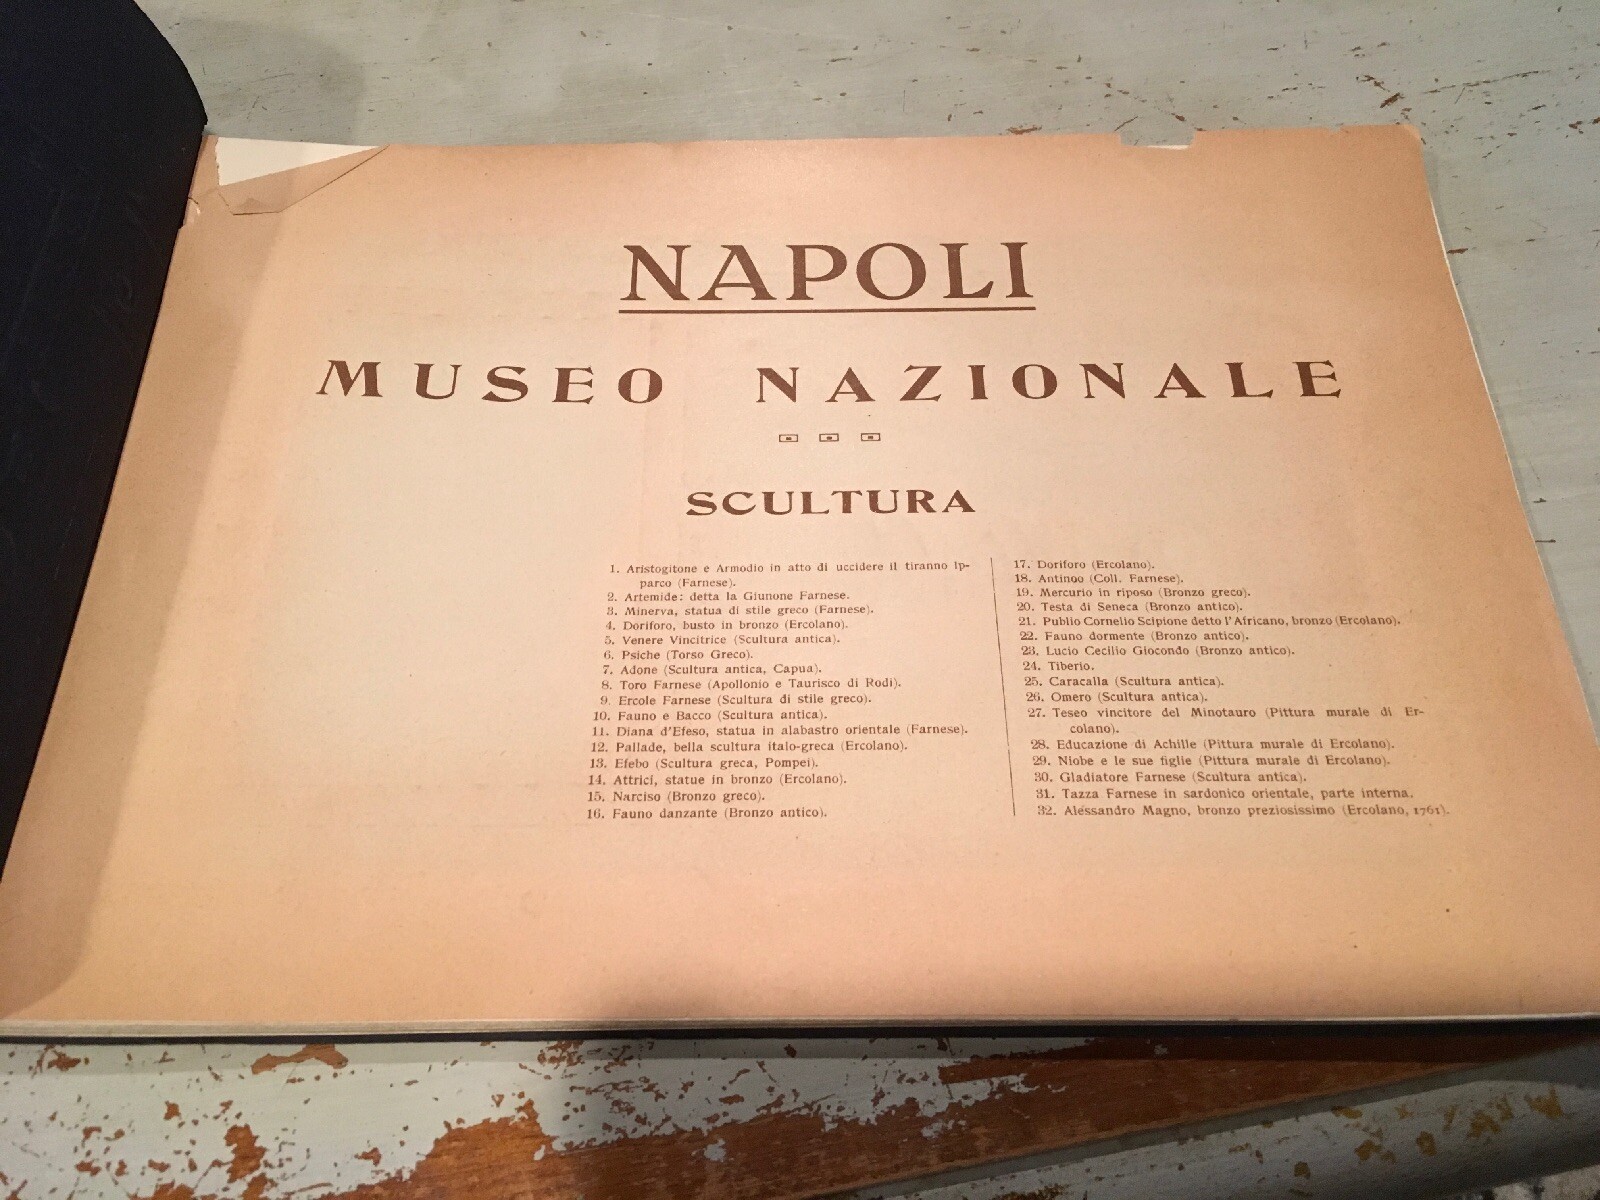 NAPOLI
MUSEO NAZIONALE
SCULTURA
1. Aristogitone e Armodio in atto di uccidere il tiranno Ip-
parco (Farnese).
2. Artemide: detta la Giunone Farnese.
3. Minerva, statua di stile greco (Farnese).
4. Doriforo, busto in bronzo (Ercolano).
5. Venere Vincitrice (Scultura antica).
6. Psiche (Torso Greco).
7. Adone (Scultura antica, Capua).
8. Toro Farnese (Apollonio e Taurisco di Rodi).
9. Ercole Farnese (Scultura di stile greco).
10. Fauno e Bacco (Scultura antica).
11. Diana d'Efeso, statua in alabastro orientale (Farnese).
12. Pallade, bella scultura italo-greca (Ercolano).
13. Efebo (Scultura greca, Pompei).
14. Attrici, statue in bronzo (Ercolano).
15. Narciso (Bronzo greco).
16. Fauno danzante (Bronzo antico).
17. Doriforo (Ercolano).
18. Antinoo (Coll. Farnese).
19. Mercurio in riposo (Bronzo greco).
20. Testa di Seneca (Bronzo antico).
21. Publio Cornelio Scipione detto l'Africano, bronzo (Ercolano).
22. Fauno dormente (Bronzo antico).
23. Lucio Cecilio Giocondo (Bronzo antico).
24. Tiberio.
25. Caracalla (Scultura antica).
26. Omero (Scultura antica).
27. Teseo vincitore del Minotauro (Pittura murale di Er-
colano).
28. Educazione di Achille (Pittura murale di Ercolano).
29. Niobe e le sue figlie (Pittura murale di Ercolano).
30. Gladiatore Farnese (Scultura antica).
31. Tazza Farnese in sardonico orientale, parte interna.
32. Alessandro Magno, bronzo preziosissimo (Ercolano, 1761).